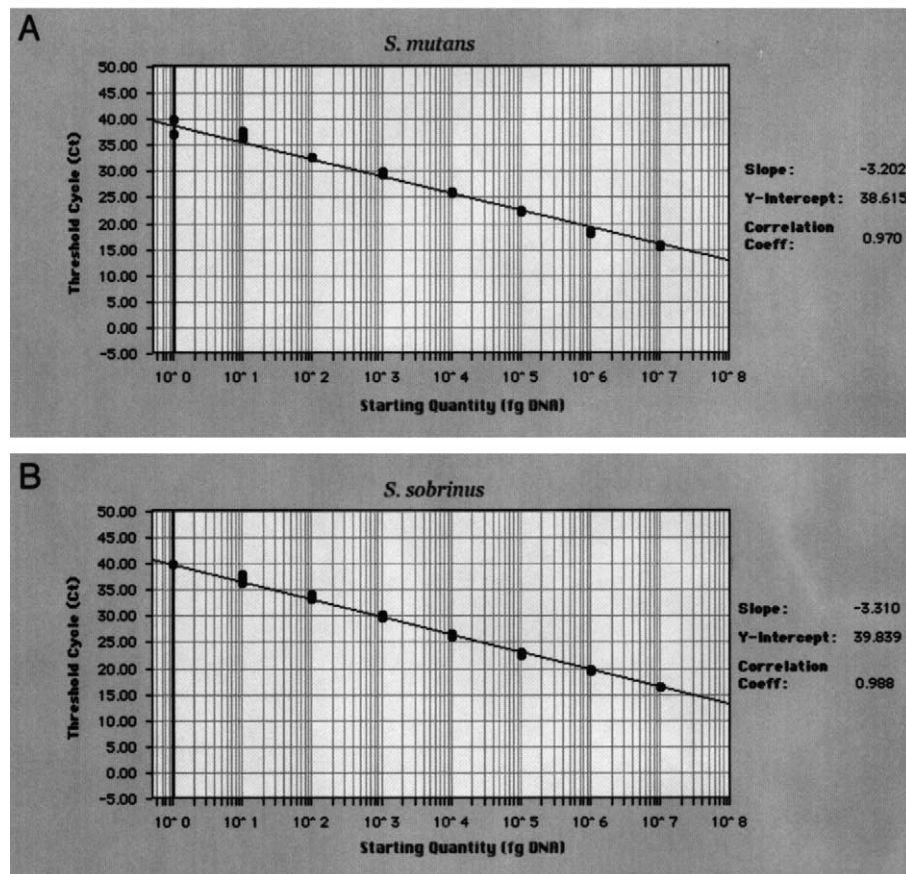 A
S. mutans
50.00
45.00
40.00
35.00
30.00
25.00
20.00
15.00
10.00
5.00
0.00
-5.00
Threshold Cycle (Ct)
10^0 10^1 10^2 10^3 10^4 10^5 10^6 10^7 10^8
Starting Quantity (fg DNA)
Slope: -3.202
Y-Intercept: 38.615
Correlation
Coeff: 0.970
B
S. sobrinus
50.00
45.00
40.00
35.00
30.00
25.00
20.00
15.00
10.00
5.00
0.00
-5.00
Threshold Cycle (Ct)
10^0 10^1 10^2 10^3 10^4 10^5 10^6 10^7 10^8
Starting Quantity (fg DNA)
Slope: -3.310
Y-Intercept: 39.839
Correlation
Coeff: 0.988